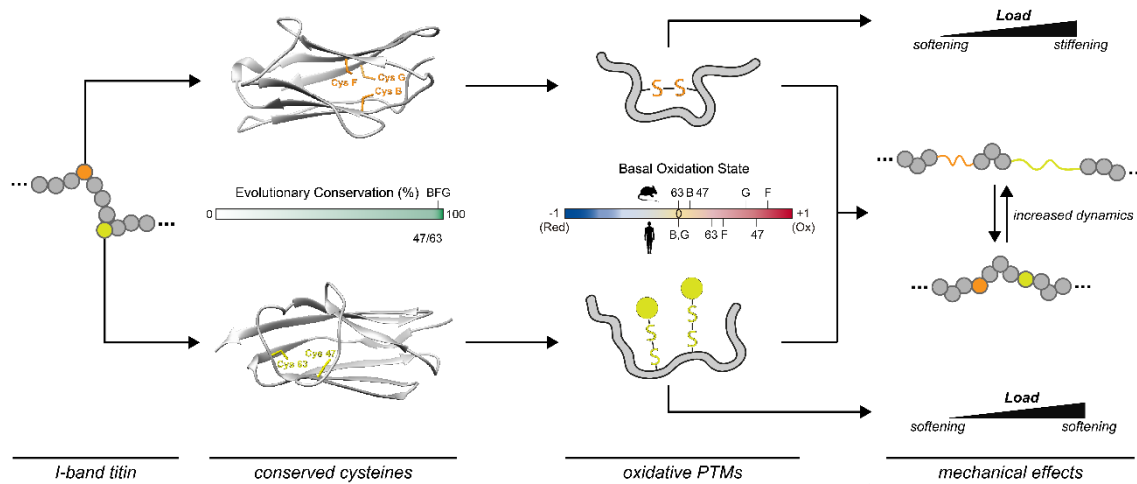 Load
softening stiffening
Cys F
Cys G
Cys B
S-S
... ...
Evolutionary Conservation (%) BFG
0 100
47/63
Basal Oxidation State
63 B 47 G F
-1 0 +1
(Red) (Ox)
B,G 63 F 47
... ...
increased dynamics
... ...
Cys 47
Cys 63
S S
S S
Load
softening softening
I-band titin conserved cysteines oxidative PTMs mechanical effects